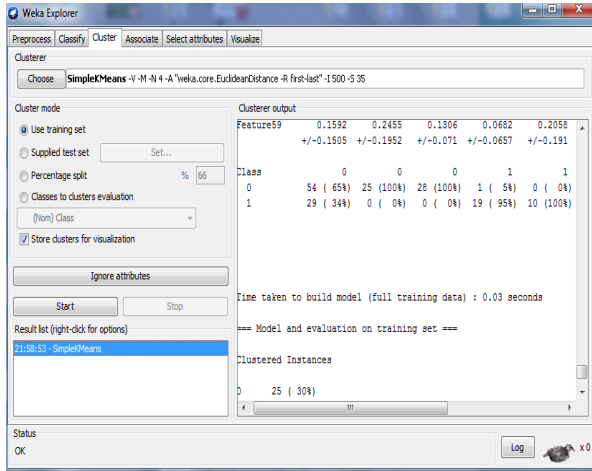 Weka Explorer
Preprocess Classify Cluster Associate Select attributes Visualize
Clusterer
Choose SimpleKMeans -V -M -N 4 -A "weka.core.EuclideanDistance -R first-last" -I 500 -S 35
Cluster mode
Use training set
Supplied test set Set...
Percentage split % 66
Classes to clusters evaluation
(Nom) Class
Store clusters for visualization
Ignore attributes
Start Stop
Result list (right-click for options)
21:58:53 - SimpleKMeans
Clusterer output
Feature59 0.1592 0.2455 0.1306 0.0682 0.2058
+/-0.1505 +/-0.1952 +/-0.071 +/-0.0657 +/-0.191
Class 0 0 0 1 1
0 54 ( 65%) 25 (100%) 28 (100%) 1 ( 5%) 0 ( 0%)
1 29 ( 34%) 0 ( 0%) 0 ( 0%) 19 ( 95%) 10 (100%)
Time taken to build model (full training data) : 0.03 seconds
=== Model and evaluation on training set ===
Clustered Instances
0 25 ( 30%)
Status
OK
Log x 0